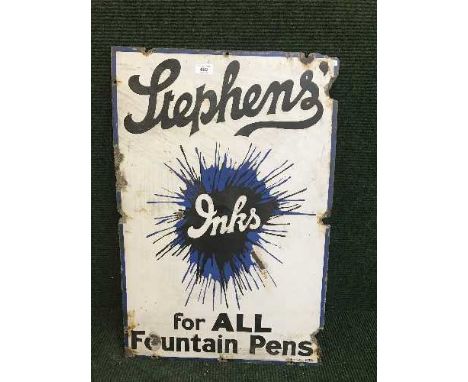 Stephens'
Inks
for ALL
Fountain Pens